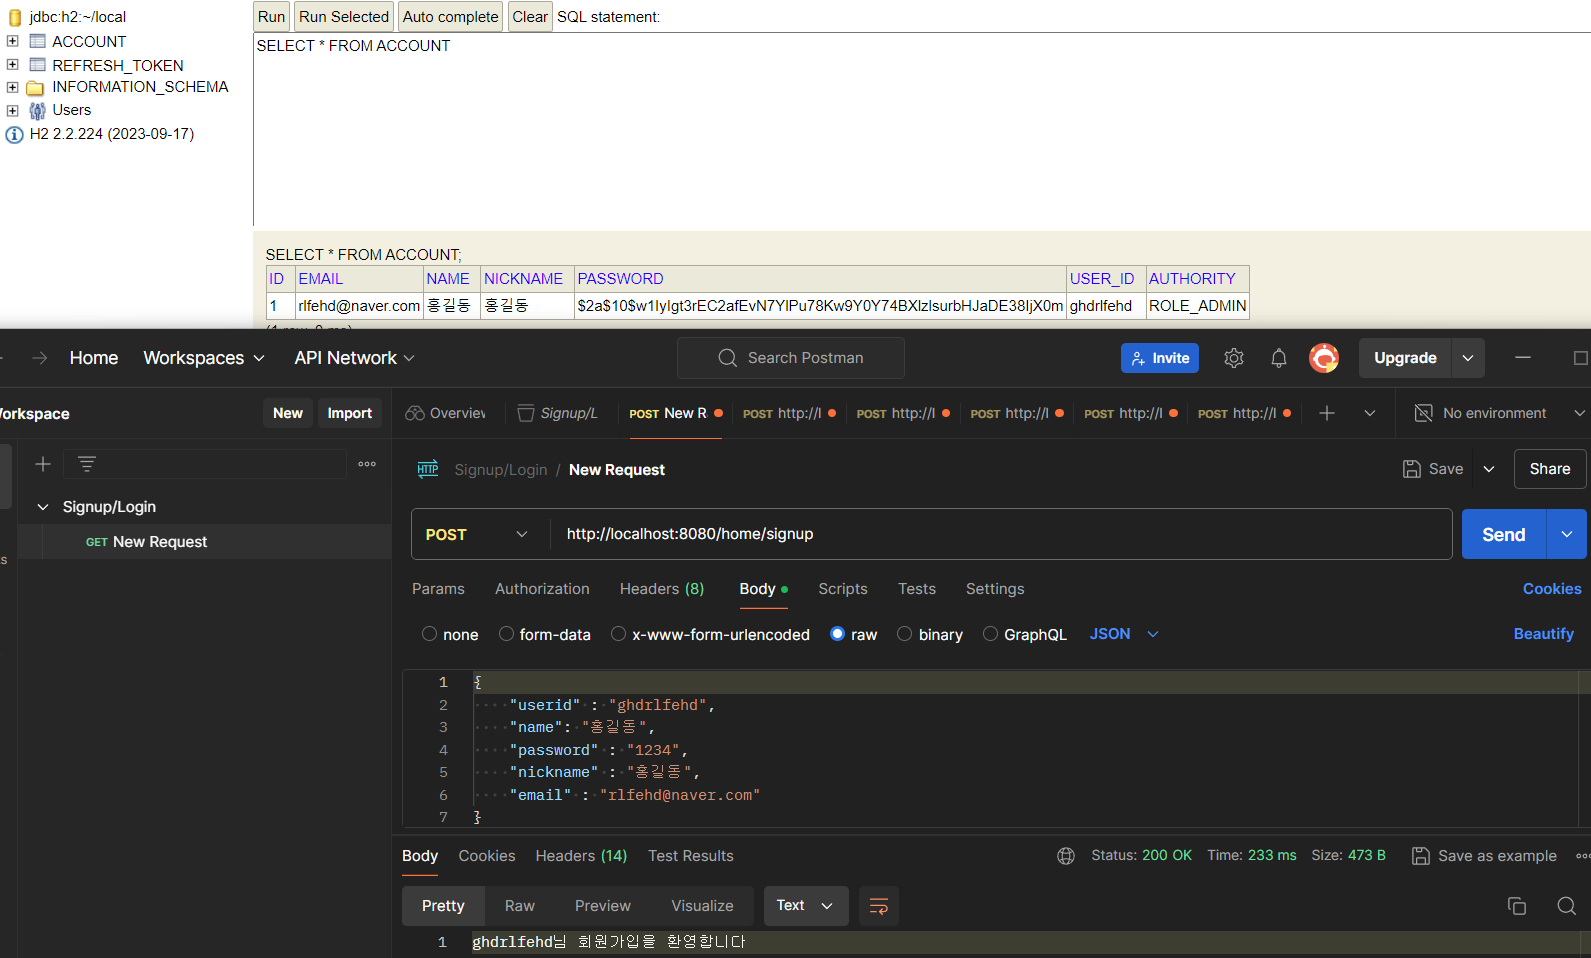 jdbc:h2:~/local
ACCOUNT
REFRESH_TOKEN
INFORMATION_SCHEMA
Users
H2 2.2.224 (2023-09-17)
Run Run Selected Auto complete Clear SQL statement:
SELECT * FROM ACCOUNT
SELECT * FROM ACCOUNT;
ID EMAIL NAME NICKNAME PASSWORD USER_ID AUTHORITY
1 rlfehd@naver.com 홍길동 홍길동 ghdrlfehd ROLE_ADMIN
(1 row, 0 ms)
Home Workspaces API Network Search Postman Invite Upgrade
Workspace New Import Overview Signup/L POST New R POST http://l POST http://l POST http://l POST http://l POST http://l No environment
HTTP Signup/Login / New Request Save Share
Signup/Login
GET New Request
POST http://localhost:8080/home/signup Send
Params Authorization Headers (8) Body Scripts Tests Settings Cookies
none form-data x-www-form-urlencoded raw binary GraphQL JSON Beautify
1 {
2 "userid" : "ghdrlfehd",
3 "name": "홍길동",
4 "password" : "1234",
5 "nickname" : "홍길동",
6 "email" : "rlfehd@naver.com"
7 }
Body Cookies Headers (14) Test Results Status: 200 OK Time: 233 ms Size: 473 B Save as example
Pretty Raw Preview Visualize Text
1 ghdrlfehd님 회원가입을 환영합니다